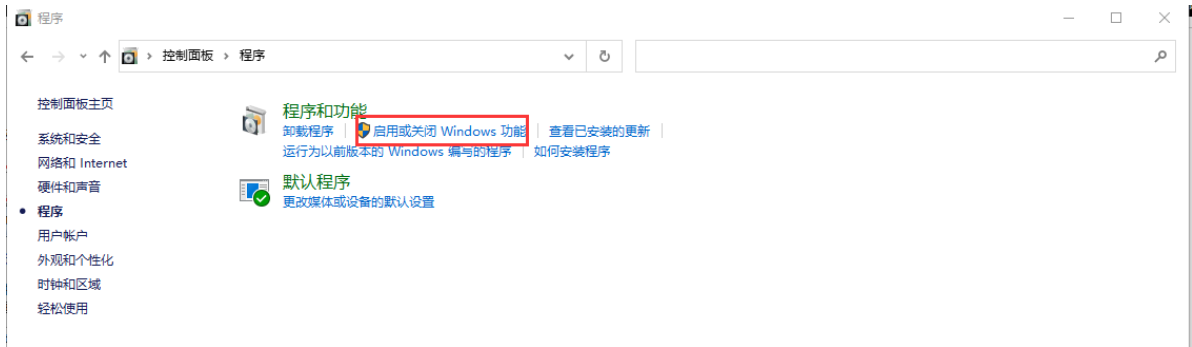 程序
控制面板 › 程序
控制面板主页
系统和安全
网络和 Internet
硬件和声音
程序
用户帐户
外观和个性化
时钟和区域
轻松使用
程序和功能
卸载程序 启用或关闭 Windows 功能 查看已安装的更新
运行为以前版本的 Windows 编写的程序 如何安装程序
默认程序
更改媒体或设备的默认设置